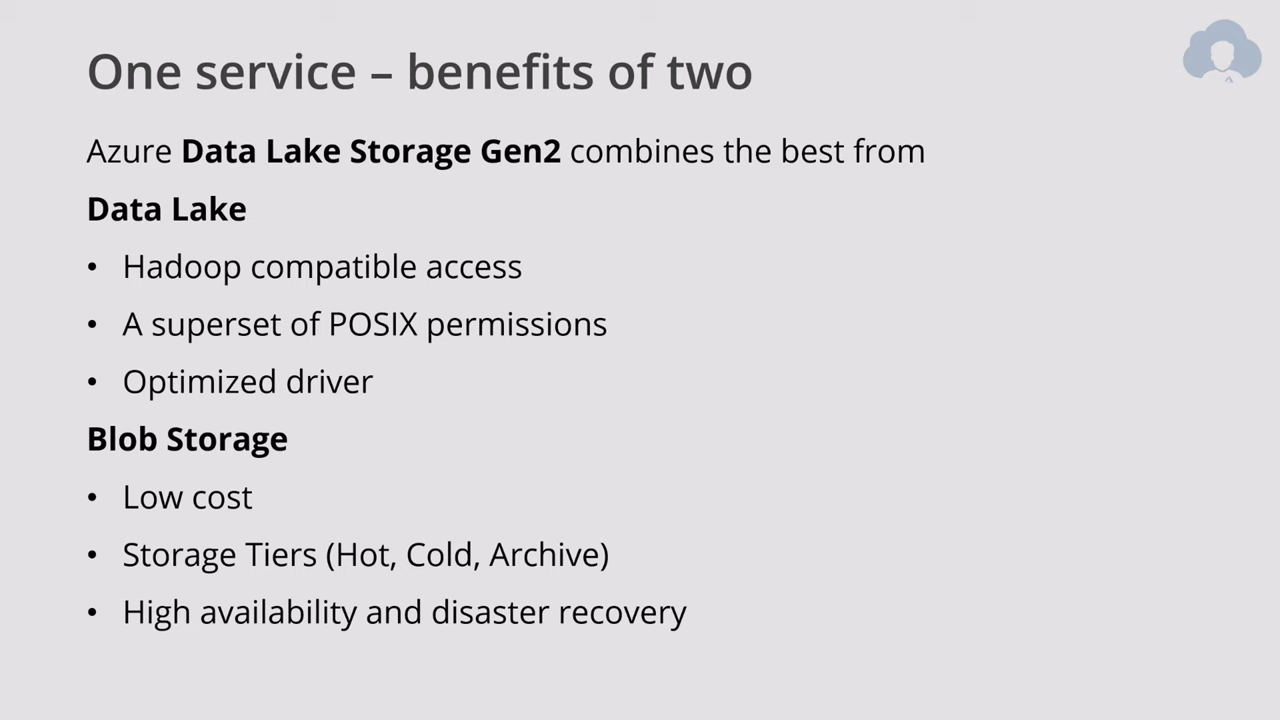 One service – benefits of two
Azure Data Lake Storage Gen2 combines the best from
Data Lake
• Hadoop compatible access
• A superset of POSIX permissions
• Optimized driver
Blob Storage
• Low cost
• Storage Tiers (Hot, Cold, Archive)
• High availability and disaster recovery